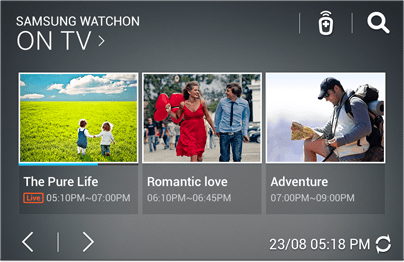 SAMSUNG WATCHON
ON TV >
The Pure Life
Live 05:10PM~07:00PM
Romantic love
06:10PM~06:45PM
Adventure
07:00PM~09:00PM
23/08 05:18 PM